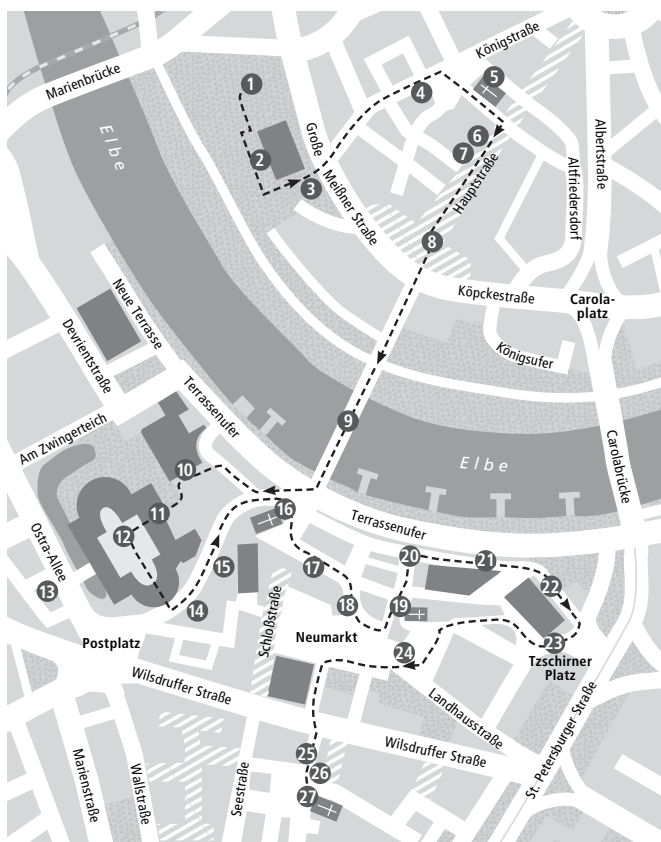 Königstraße
Marienbrücke
1
5
4
Elbe
Große
Albertstraße
6
2
7
Altfriedersdorf
3
Meißner Straße
Hauptstraße
8
Köpckestraße
Carola-
platz
Neue Terrasse
Königsufer
Devrientstraße
Terrassenufer
9
Am Zwingerteich
Carolabrücke
10
Elbe
11
16
Terrassenufer
12
Ostra-Allee
20
21
15
17
22
13
14
18
19
Schloßstraße
Postplatz
Neumarkt
23
24
Tzschirner
Platz
Wilsdruffer Straße
Landhausstraße
St. Petersburger Straße
Wilsdruffer Straße
25
Marienstraße
Wallstraße
Seestraße
26
27